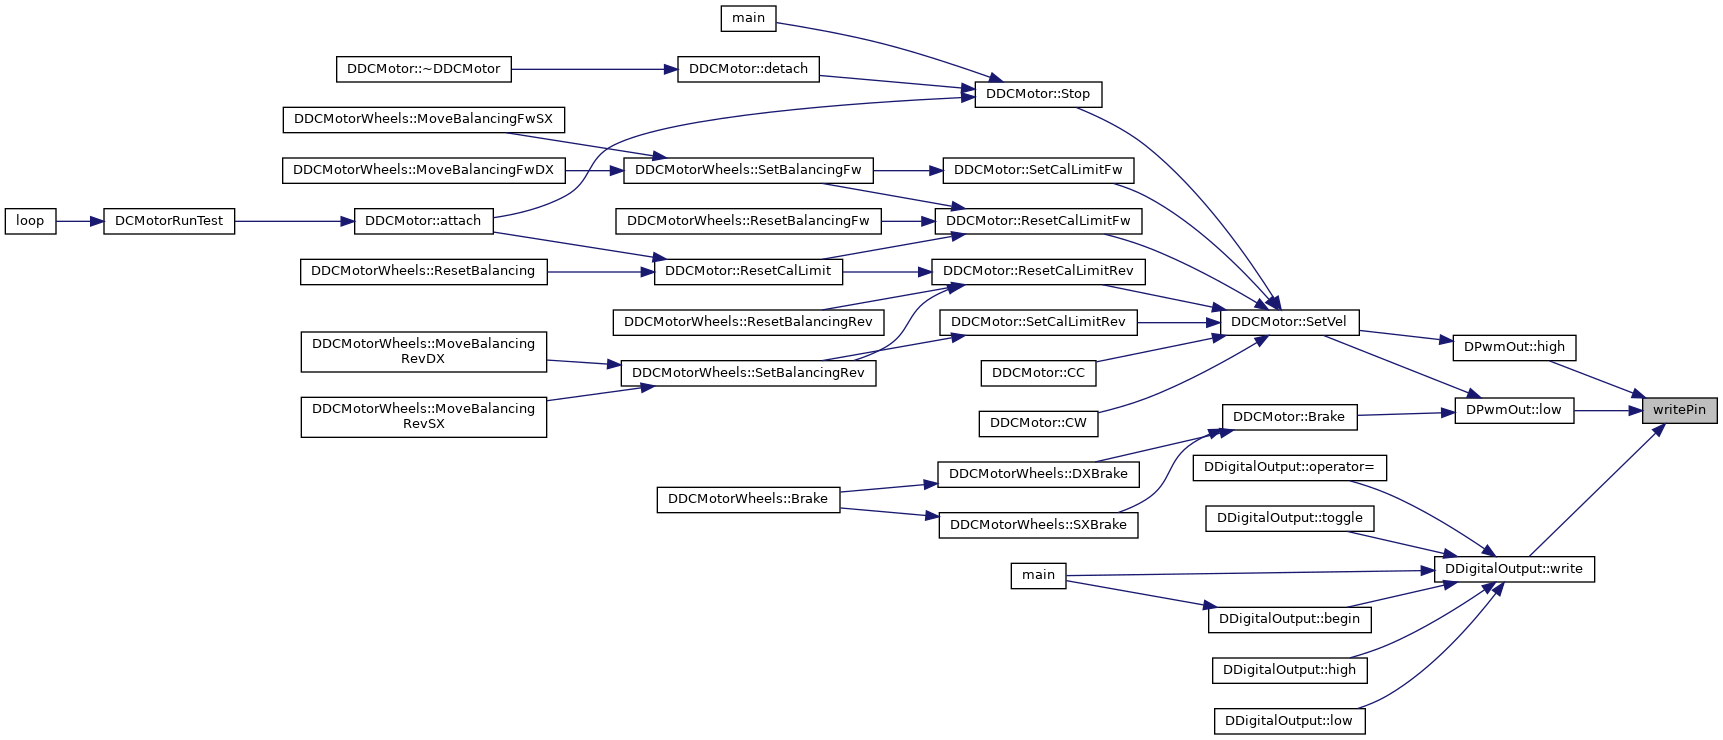 main
DDCMotor::~DDCMotor
DDCMotor::detach
DDCMotor::Stop
DDCMotorWheels::MoveBalancingFwSX
DDCMotorWheels::MoveBalancingFwDX
DDCMotorWheels::SetBalancingFw
DDCMotor::SetCalLimitFw
loop
DCMotorRunTest
DDCMotor::attach
DDCMotorWheels::ResetBalancingFw
DDCMotor::ResetCalLimitFw
DDCMotorWheels::ResetBalancing
DDCMotor::ResetCalLimit
DDCMotor::ResetCalLimitRev
DDCMotorWheels::ResetBalancingRev
DDCMotor::SetCalLimitRev
DDCMotor::SetVel
DDCMotorWheels::MoveBalancing
RevDX
DPwmOut::high
DDCMotorWheels::SetBalancingRev
DDCMotor::CC
DDCMotorWheels::MoveBalancing
RevSX
DDCMotor::CW
DDCMotor::Brake
DPwmOut::low
writePin
DDigitalOutput::operator=
DDCMotorWheels::DXBrake
DDCMotorWheels::Brake
DDCMotorWheels::SXBrake
DDigitalOutput::toggle
DDigitalOutput::write
main
DDigitalOutput::begin
DDigitalOutput::high
DDigitalOutput::low